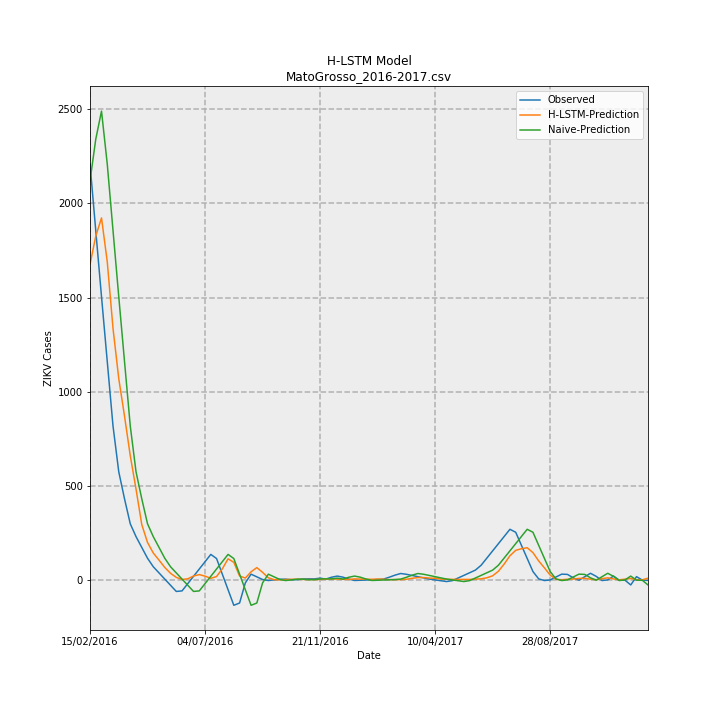 H-LSTM Model
MatoGrosso_2016-2017.csv
Observed
H-LSTM-Prediction
Naive-Prediction
2500
2000
1500
1000
500
0
ZIKV Cases
15/02/2016 04/07/2016 21/11/2016 10/04/2017 28/08/2017
Date